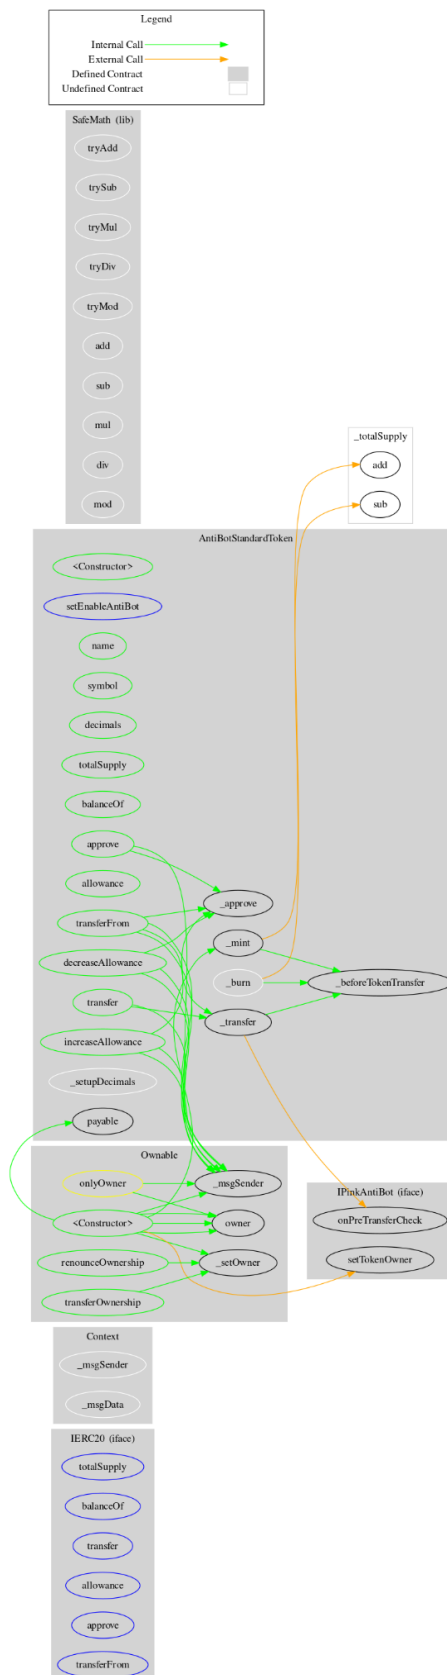 Legend
Internal Call
External Call
Defined Contract
Undefined Contract
SafeMath (lib)
tryAdd
trySub
tryMul
tryDiv
tryMod
add
sub
mul
div
mod
_totalSupply
add
sub
AntiBotStandardToken
<Constructor>
setEnableAntiBot
name
symbol
decimals
totalSupply
balanceOf
approve
allowance
_approve
transferFrom
_mint
decreaseAllowance
_burn
_beforeTokenTransfer
transfer
_transfer
increaseAllowance
_setupDecimals
payable
Ownable
onlyOwner
_msgSender
<Constructor>
owner
renounceOwnership
_setOwner
transferOwnership
IPinkAntiBot (iface)
onPreTransferCheck
setTokenOwner
Context
_msgSender
_msgData
IERC20 (iface)
totalSupply
balanceOf
transfer
allowance
approve
transferFrom